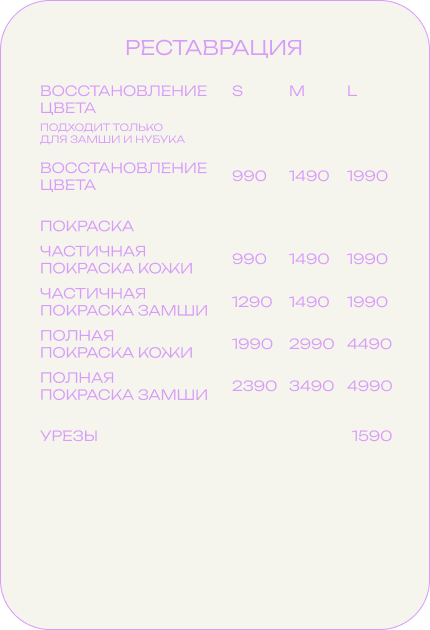 РЕСТАВРАЦИЯ
ВОССТАНОВЛЕНИЕ S M L
ЦВЕТА
ПОДХОДИТ ТОЛЬКО
ДЛЯ ЗАМШИ И НУБУКА
ВОССТАНОВЛЕНИЕ
ЦВЕТА 990 1490 1990
ПОКРАСКА
ЧАСТИЧНАЯ
ПОКРАСКА КОЖИ 990 1490 1990
ЧАСТИЧНАЯ
ПОКРАСКА ЗАМШИ 1290 1490 1990
ПОЛНАЯ
ПОКРАСКА КОЖИ 1990 2990 4490
ПОЛНАЯ
ПОКРАСКА ЗАМШИ 2390 3490 4990
УРЕЗЫ 1590